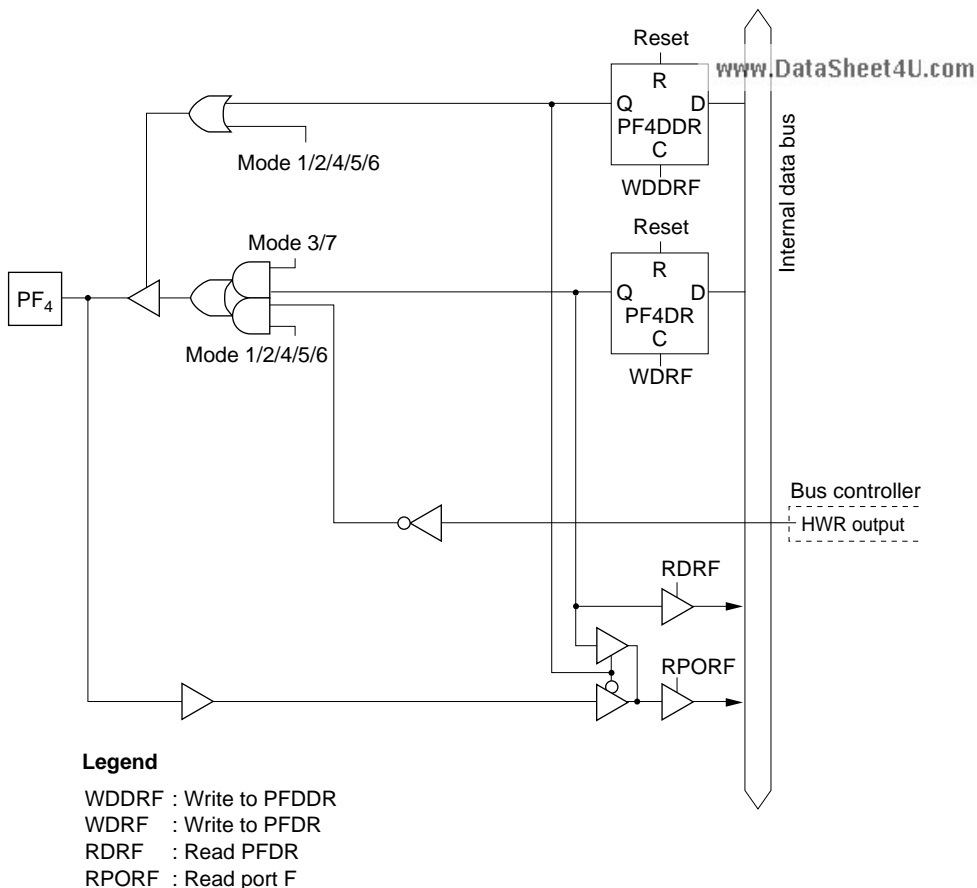 Reset
www.DataSheet4U.com
R
Q D
PF4DDR
C
Mode 1/2/4/5/6
WDDRF
Internal data bus
Reset
Mode 3/7
R
Q D
PF4DR
C
PF4
Mode 1/2/4/5/6
WDRF
Bus controller
HWR output
RDRF
RPORF
Legend
WDDRF : Write to PFDDR
WDRF : Write to PFDR
RDRF : Read PFDR
RPORF : Read port F